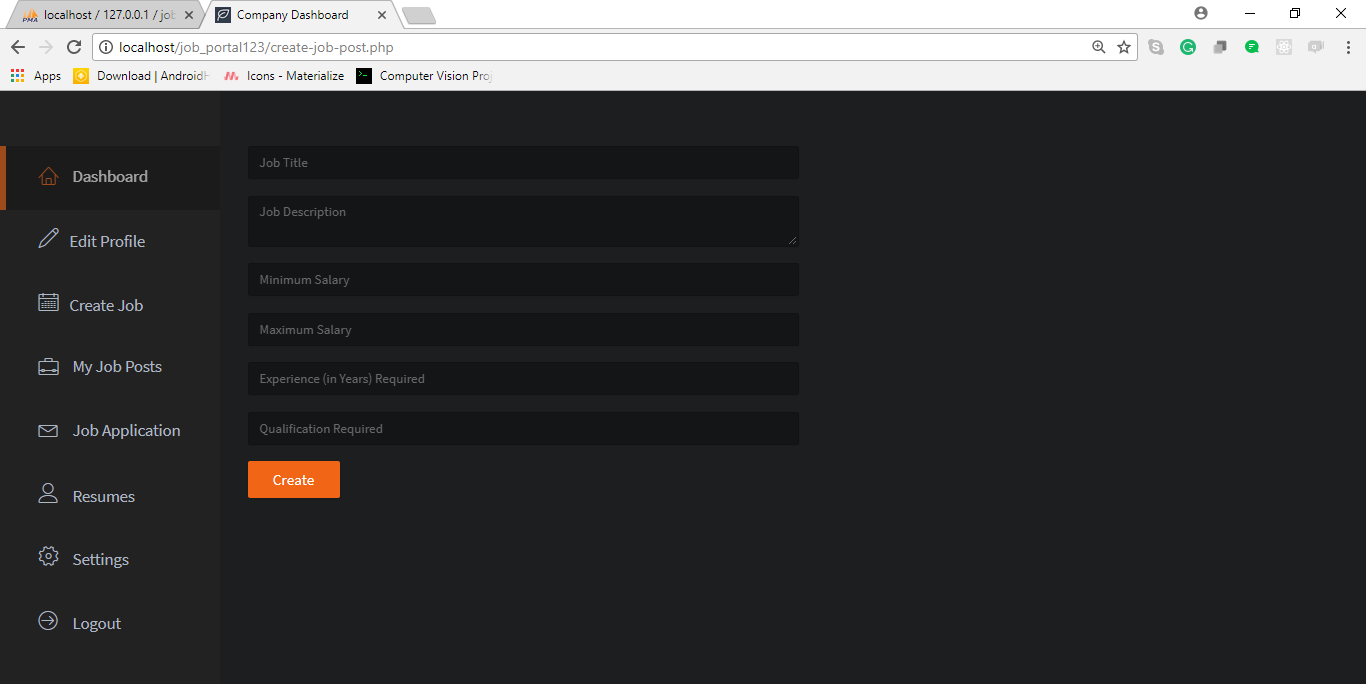 localhost / 127.0.0.1 / job
Company Dashboard
localhost/job_portal123/create-job-post.php
Apps
Download | AndroidH
Icons - Materialize
Computer Vision Proj
Dashboard
Edit Profile
Create Job
My Job Posts
Job Application
Resumes
Settings
Logout
Job Title
Job Description
Minimum Salary
Maximum Salary
Experience (in Years) Required
Qualification Required
Create